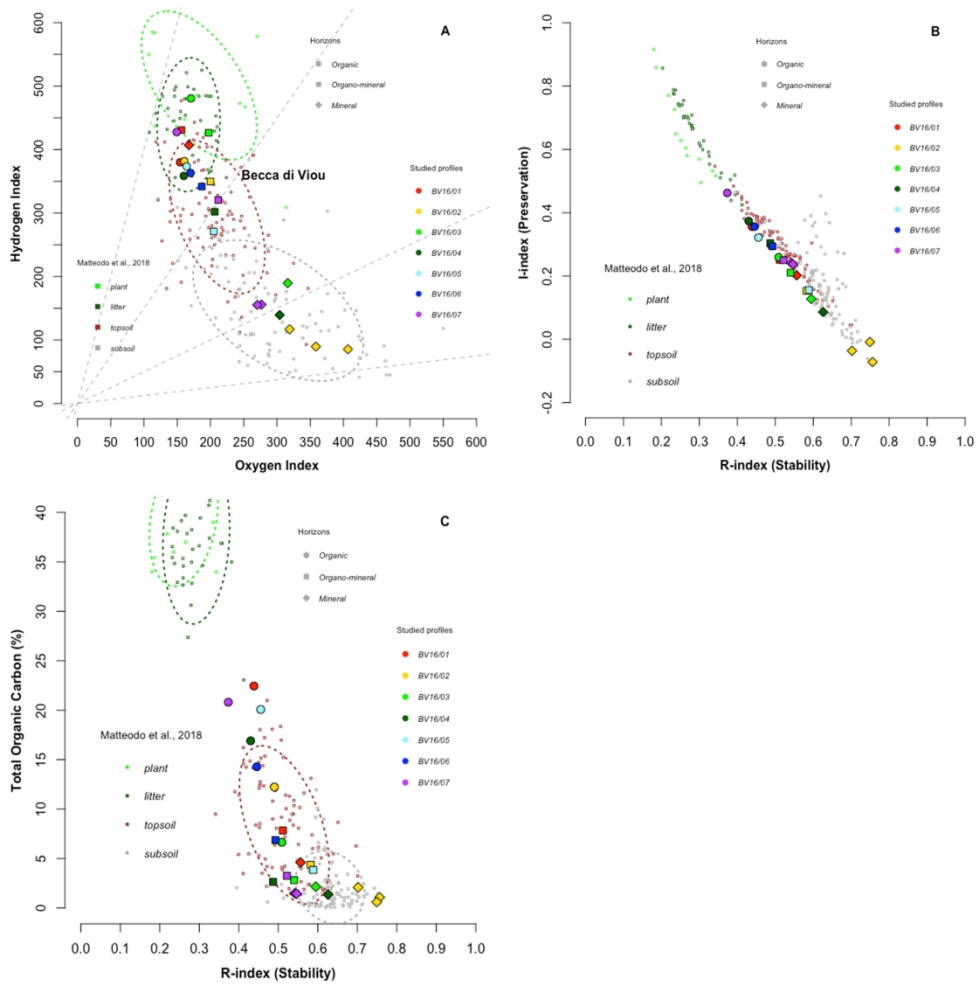 A
Hydrogen Index
600
500
400
350
300
250
200
150
100
50
0
Horizons
Organic
Organo-mineral
Mineral
Becca di Viou
Studied profiles
BV16/01
BV16/02
BV16/03
BV16/04
BV16/05
BV16/06
BV16/07
Matteodo et al., 2018
plant
litter
topsoil
subsoil
0 50 100 150 200 250 300 350 400 450 500 550 600
Oxygen Index
B
I-index (Preservation)
1.0
0.8
0.6
0.4
0.2
0.0
-0.2
Horizons
Organic
Organo-mineral
Mineral
Studied profiles
BV16/01
BV16/02
BV16/03
BV16/04
BV16/05
BV16/06
BV16/07
Matteodo et al., 2018
plant
litter
topsoil
subsoil
0.0 0.1 0.2 0.3 0.4 0.5 0.6 0.7 0.8 0.9 1.0
R-index (Stability)
C
Total Organic Carbon (%)
40
35
30
25
20
15
10
5
0
Horizons
Organic
Organo-mineral
Mineral
Studied profiles
BV16/01
BV16/02
BV16/03
BV16/04
BV16/05
BV16/06
BV16/07
Matteodo et al., 2018
plant
litter
topsoil
subsoil
0.0 0.1 0.2 0.3 0.4 0.5 0.6 0.7 0.8 0.9 1.0
R-index (Stability)